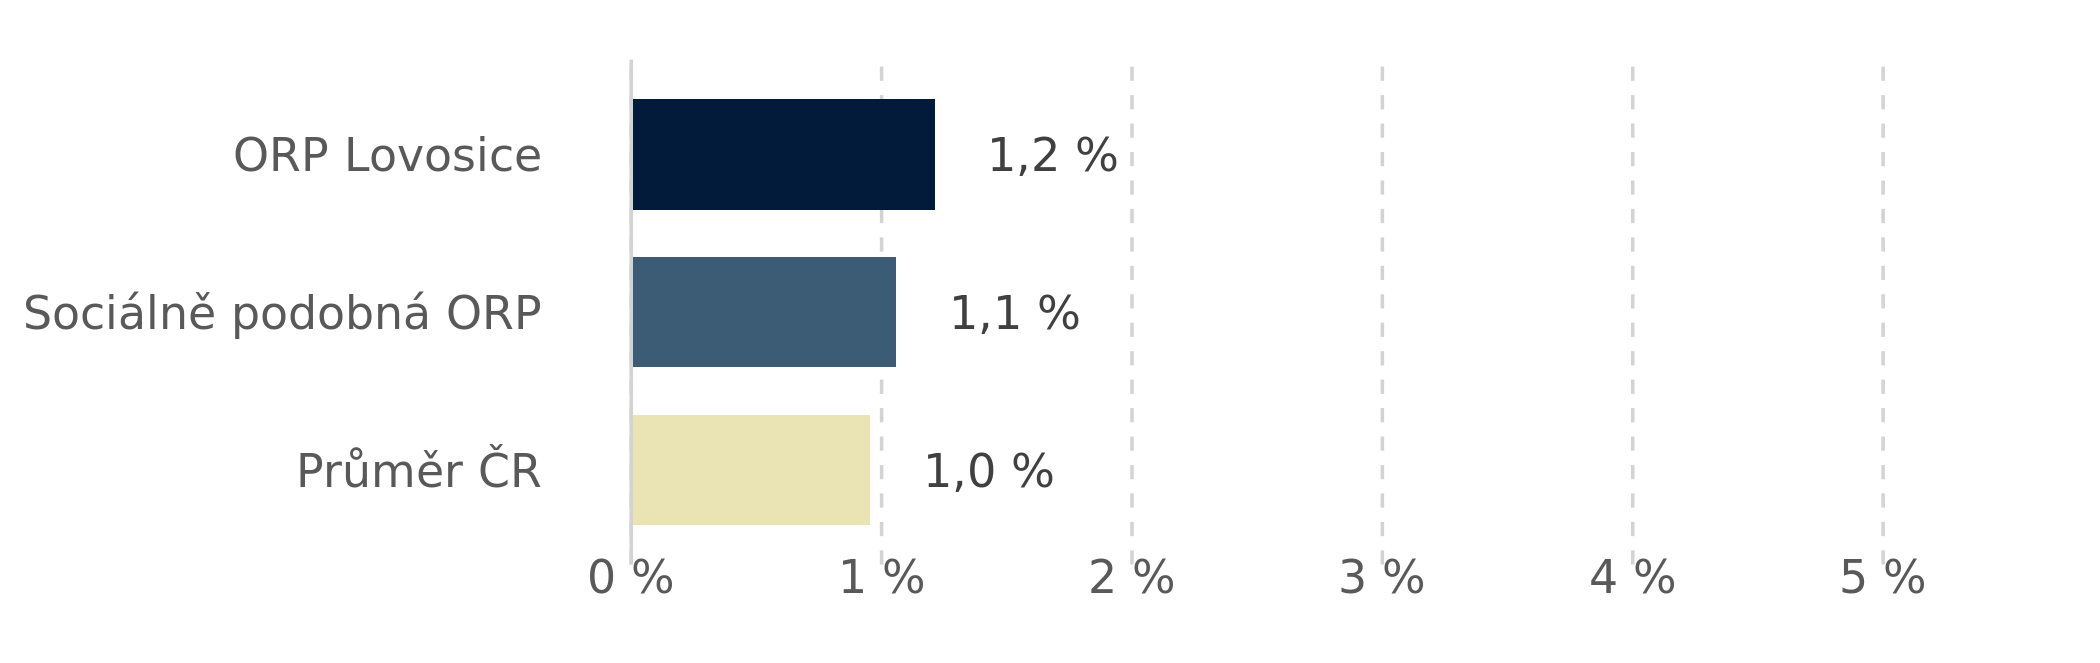 ORP Lovosice
1,2 %
Sociálně podobná ORP
1,1 %
Průměr ČR
1,0 %
0 % 1 % 2 % 3 % 4 % 5 %